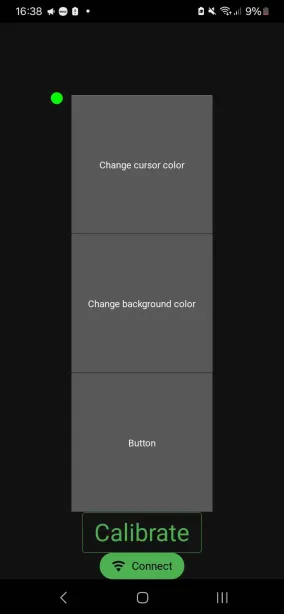 16:38
9%
Change cursor color
Change background color
Button
Calibrate
Connect